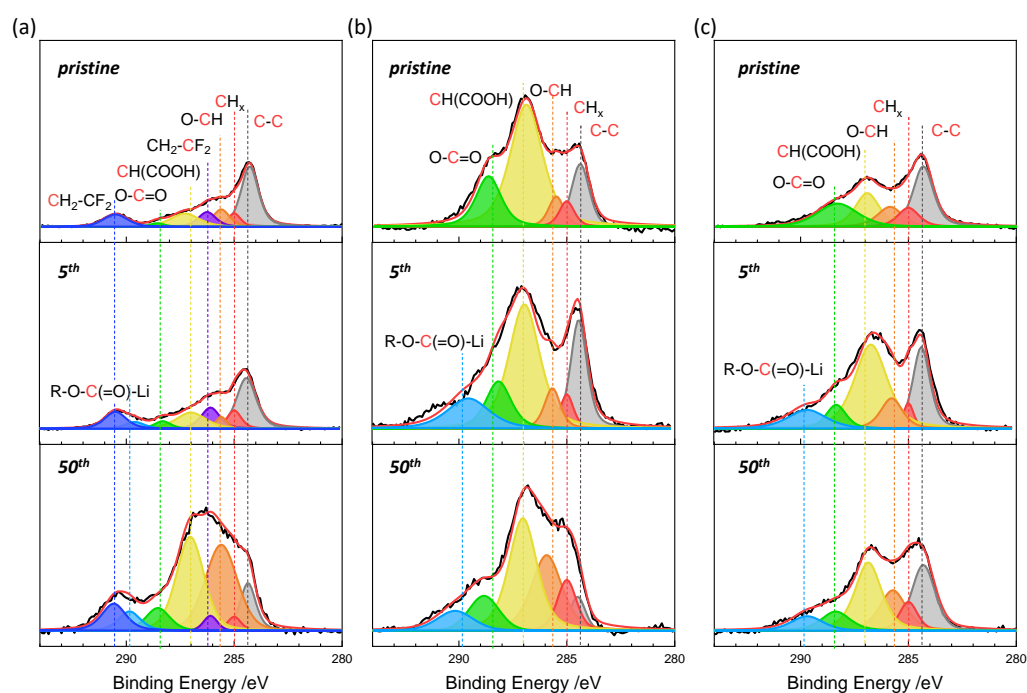 (a)
pristine
CHₓ
O-CH
C-C
CH₂-CF₂
CH(COOH)
CH₂-CF₂
O-C=O
5ᵗʰ
R-O-C(=O)-Li
50ᵗʰ
290 285 280
Binding Energy /eV
(b)
pristine
O-CH
CH(COOH)
CHₓ
C-C
O-C=O
5ᵗʰ
R-O-C(=O)-Li
50ᵗʰ
290 285 280
Binding Energy /eV
(c)
pristine
CHₓ
O-CH
C-C
CH(COOH)
O-C=O
5ᵗʰ
R-O-C(=O)-Li
50ᵗʰ
290 285 280
Binding Energy /eV